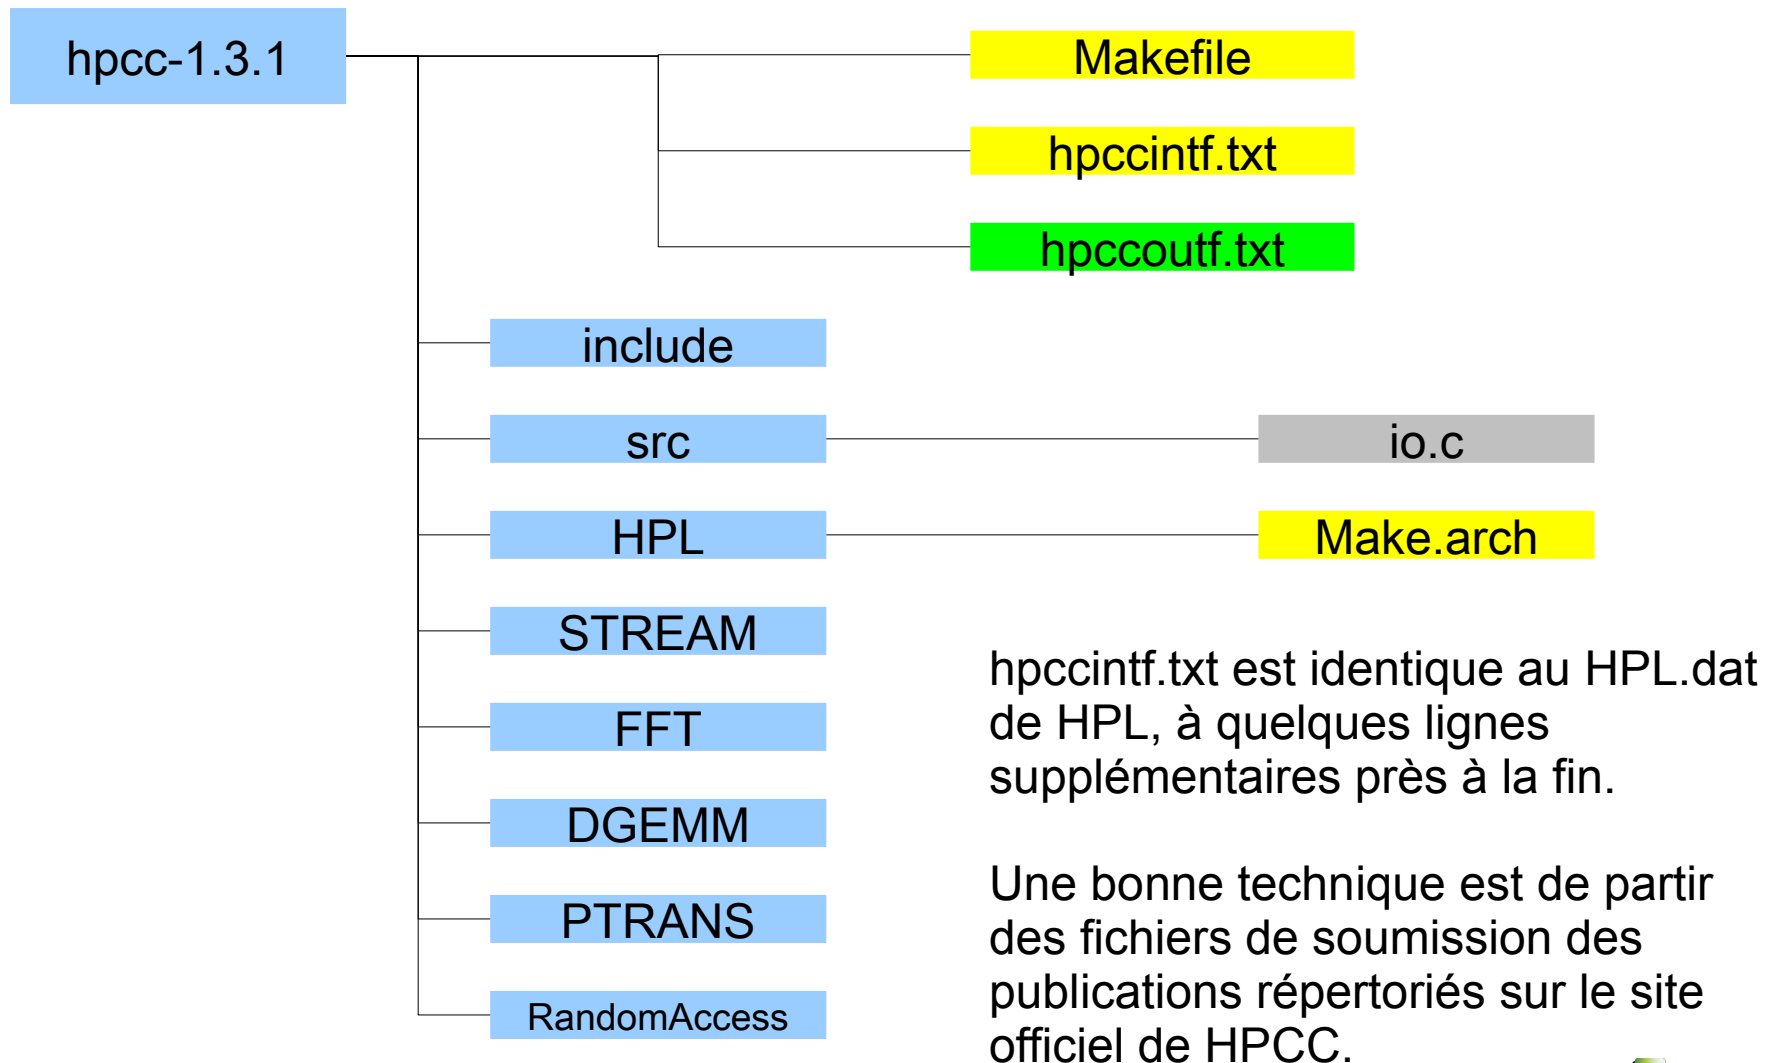 hpcc-1.3.1
Makefile
hpccintf.txt
hpccoutf.txt
include
src
io.c
HPL
Make.arch
STREAM
FFT
DGEMM
PTRANS
RandomAccess
hpccintf.txt est identique au HPL.dat
de HPL, à quelques lignes
supplémentaires près à la fin.
Une bonne technique est de partir
des fichiers de soumission des
publications répertoriés sur le site
officiel de HPCC.